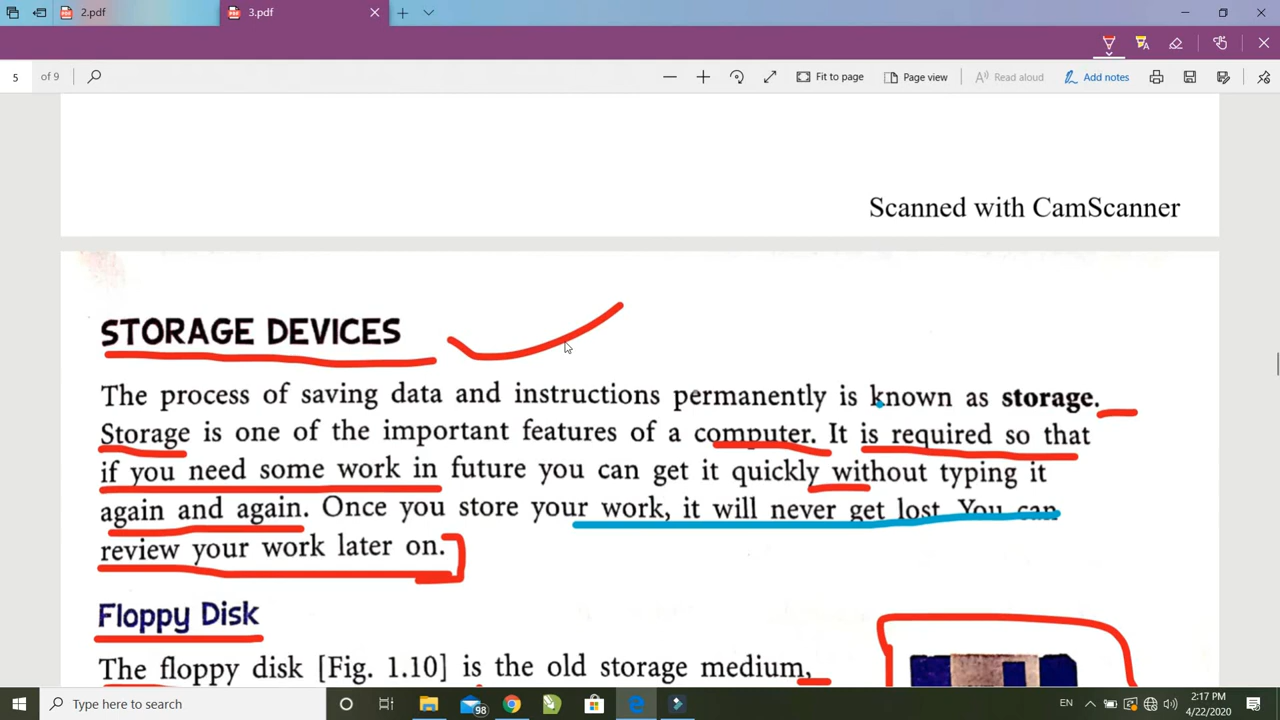 2.pdf
3.pdf
5 of 9
Fit to page
Page view
Read aloud
Add notes
Scanned with CamScanner
STORAGE DEVICES
The process of saving data and instructions permanently is known as storage.
Storage is one of the important features of a computer. It is required so that
if you need some work in future you can get it quickly without typing it
again and again. Once you store your work, it will never get lost. You can
review your work later on.
Floppy Disk
The floppy disk [Fig. 1.10] is the old storage medium,
Type here to search
98
EN
2:17 PM
4/22/2020